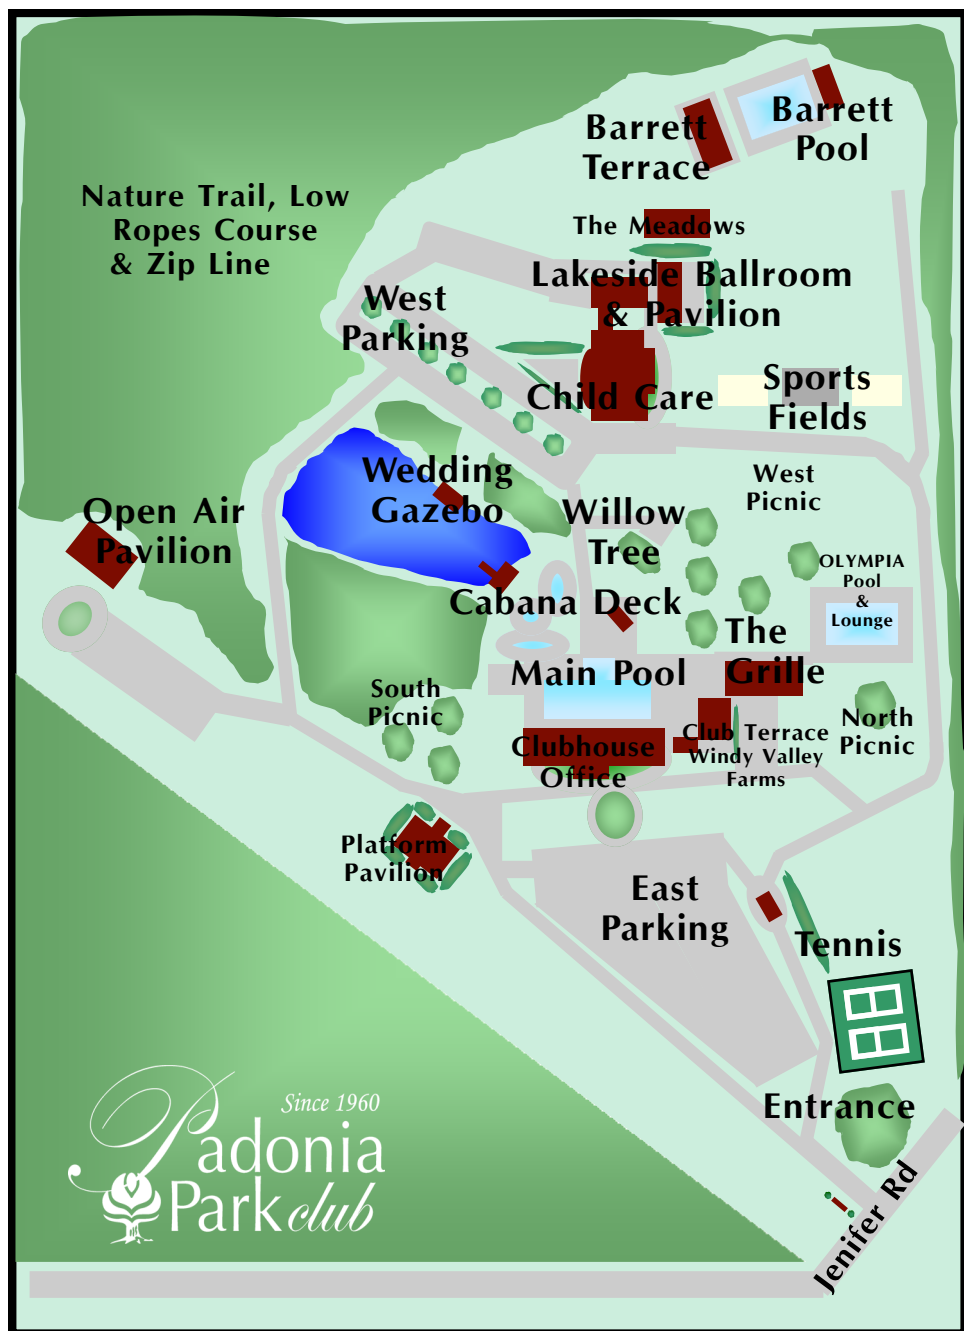 Barrett
Pool
Barrett
Terrace
Nature Trail, Low
Ropes Course
& Zip Line
The Meadows
Lakeside Ballroom
& Pavilion
West
Parking
Child Care
Sports
Fields
Wedding
Gazebo
West
Picnic
Open Air
Pavilion
Willow
Tree
OLYMPIA
Pool
&
Lounge
Cabana Deck
The
Grille
Main Pool
South
Picnic
North
Picnic
Clubhouse
Office
Club Terrace
Windy Valley
Farms
Platform
Pavilion
East
Parking
Tennis
Entrance
Since 1960
Padonia
Park club
Jenifer Rd